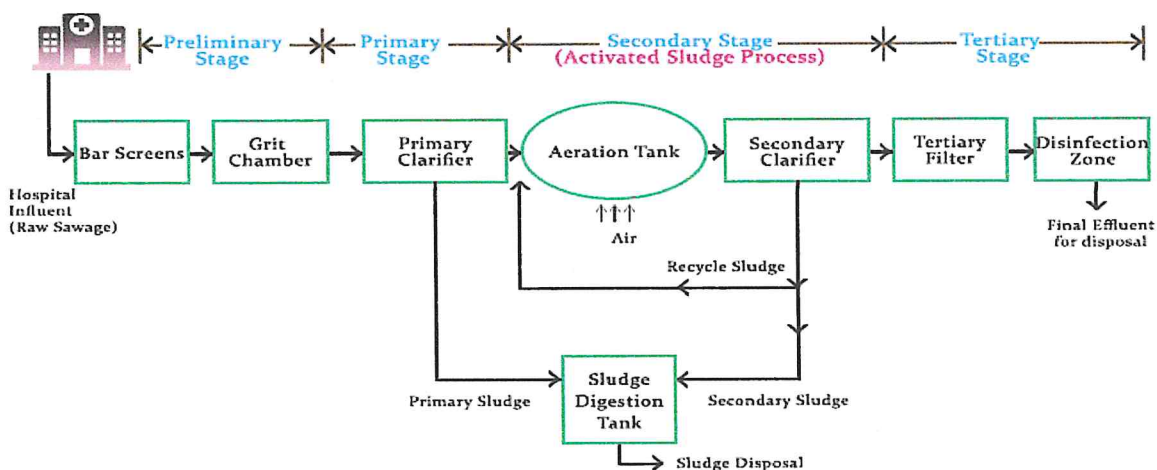 Preliminary
Stage
Primary
Stage
Secondary Stage
(Activated Sludge Process)
Tertiary
Stage
Bar Screens
Grit
Chamber
Primary
Clarifier
Aeration Tank
Secondary
Clarifier
Tertiary
Filter
Disinfection
Zone
Hospital
Influent
(Raw Sawage)
Air
Final Effluent
for disposal
Recycle Sludge
Primary Sludge
Sludge
Digestion
Tank
Secondary Sludge
Sludge Disposal